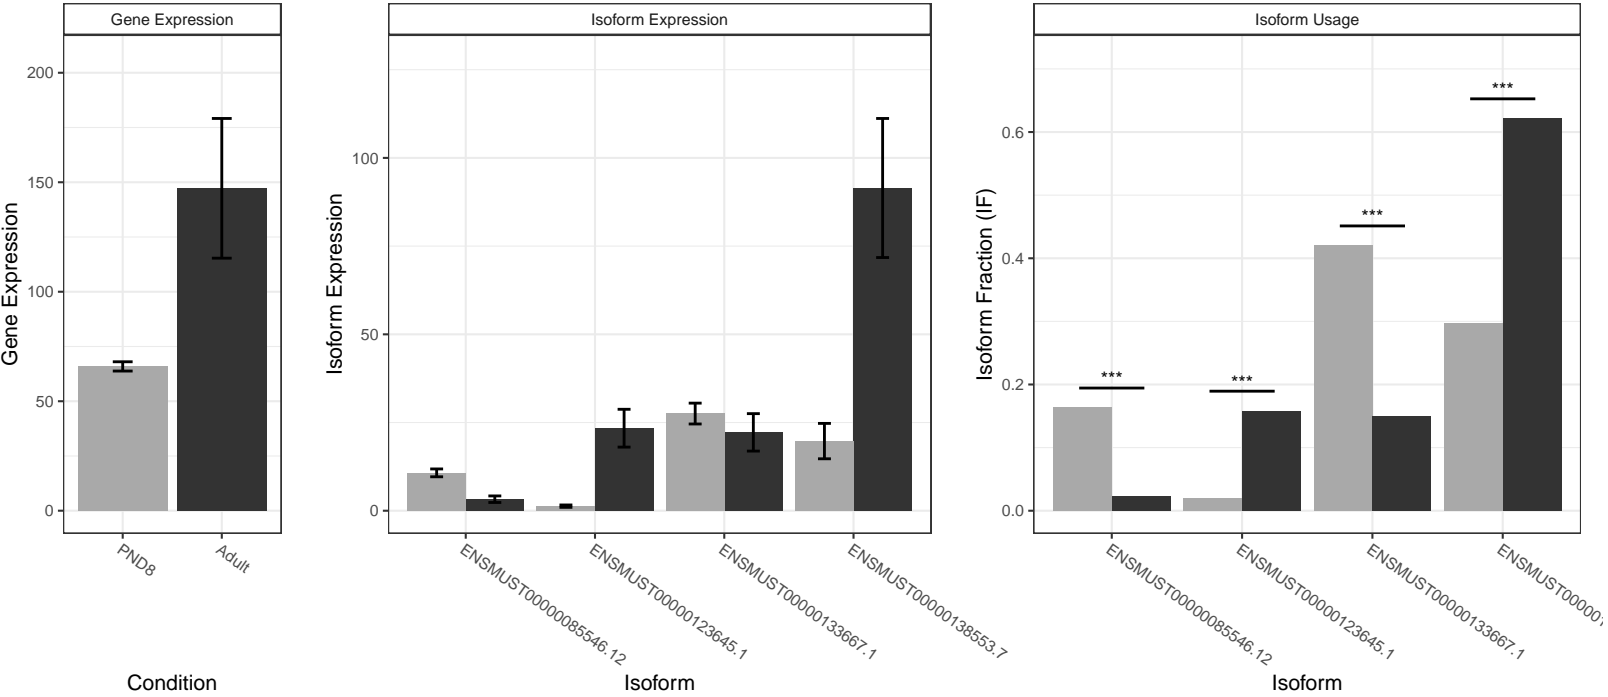 Gene Expression
Isoform Expression
Isoform Usage
Gene Expression
200
150
100
50
0
PND8
Adult
Condition
Isoform Expression
100
50
0
ENSMUST00000085546.12
ENSMUST00000123645.1
ENSMUST00000133667.1
ENSMUST00000138553.7
Isoform
Isoform Fraction (IF)
0.6
0.4
0.2
0.0
***
***
***
***
ENSMUST00000085546.12
ENSMUST00000123645.1
ENSMUST00000133667.1
Isoform